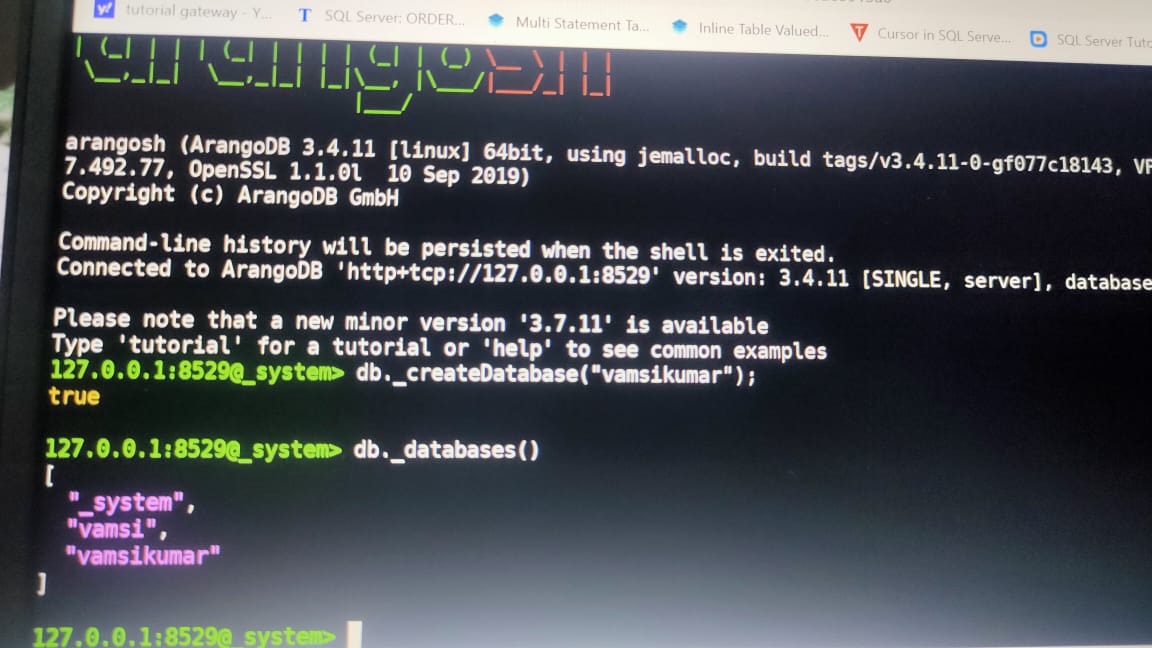 tutorial gateway - Y... SQL Server: ORDER... Multi Statement Ta... Inline Table Valued... Cursor in SQL Serve... SQL Server Tuto
arangosh (ArangoDB 3.4.11 [linux] 64bit, using jemalloc, build tags/v3.4.11-0-gf077c18143,
7.492.77, OpenSSL 1.1.0l 10 Sep 2019)
Copyright (c) ArangoDB GmbH
Command-line history will be persisted when the shell is exited.
Connected to ArangoDB 'http+tcp://127.0.0.1:8529' version: 3.4.11 [SINGLE, server], database
Please note that a new minor version '3.7.11' is available
Type 'tutorial' for a tutorial or 'help' to see common examples
127.0.0.1:8529@_system> db._createDatabase("vamsikumar");
true
127.0.0.1:8529@_system> db._databases()
[
"_system",
"vamsi",
"vamsikumar"
]
127.0.0.1:8529@_system>